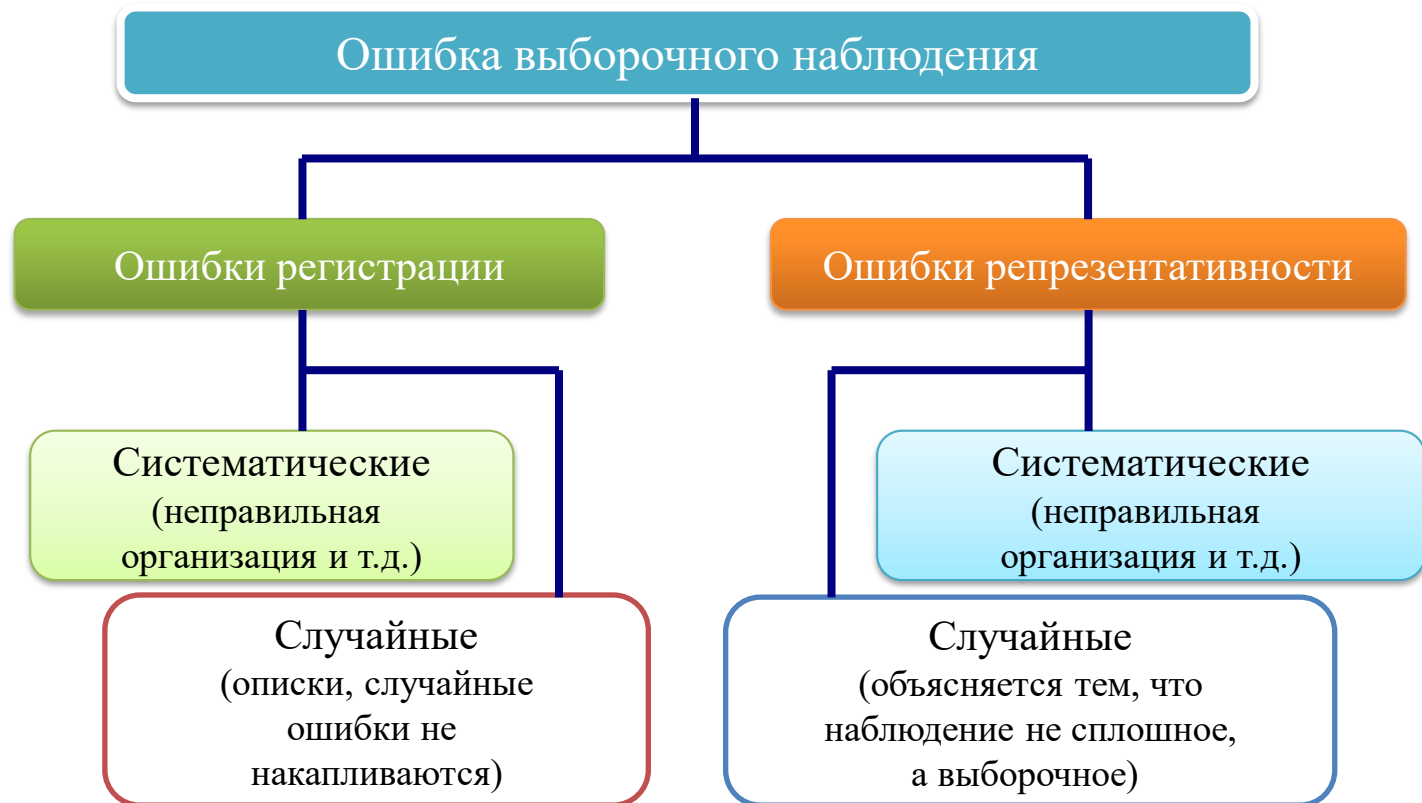 Ошибка выборочного наблюдения
Ошибки регистрации
Ошибки репрезентативности
Систематические
(неправильная
организация и т.д.)
Систематические
(неправильная
организация и т.д.)
Случайные
(описки, случайные
ошибки не
накапливаются)
Случайные
(объясняется тем, что
наблюдение не сплошное,
а выборочное)